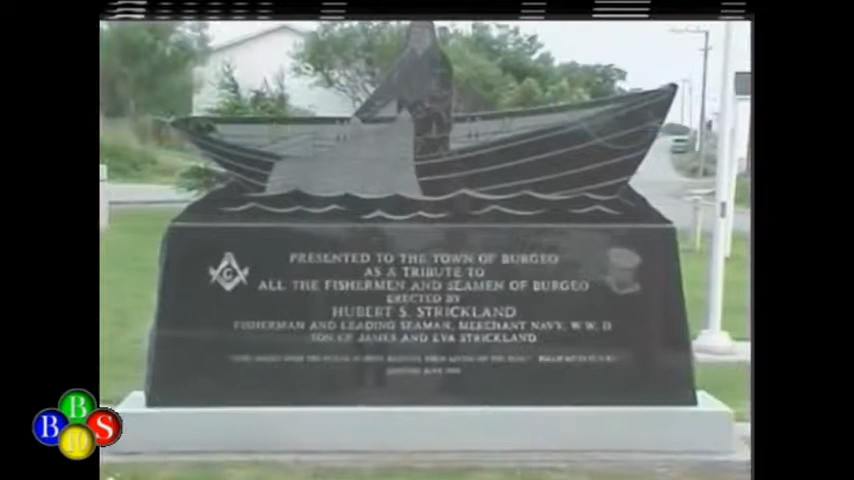 PRESENTED TO THE TOWN OF BURGEO
AS A TRIBUTE TO
ALL THE FISHERMEN AND SEAMEN OF BURGEO
ERECTED BY
HUBERT S. STRICKLAND
FISHERMAN AND LEADING SEAMAN, MERCHANT NAVY, W.W. II
SON OF JAMES AND EVA STRICKLAND
G
B
B S
10